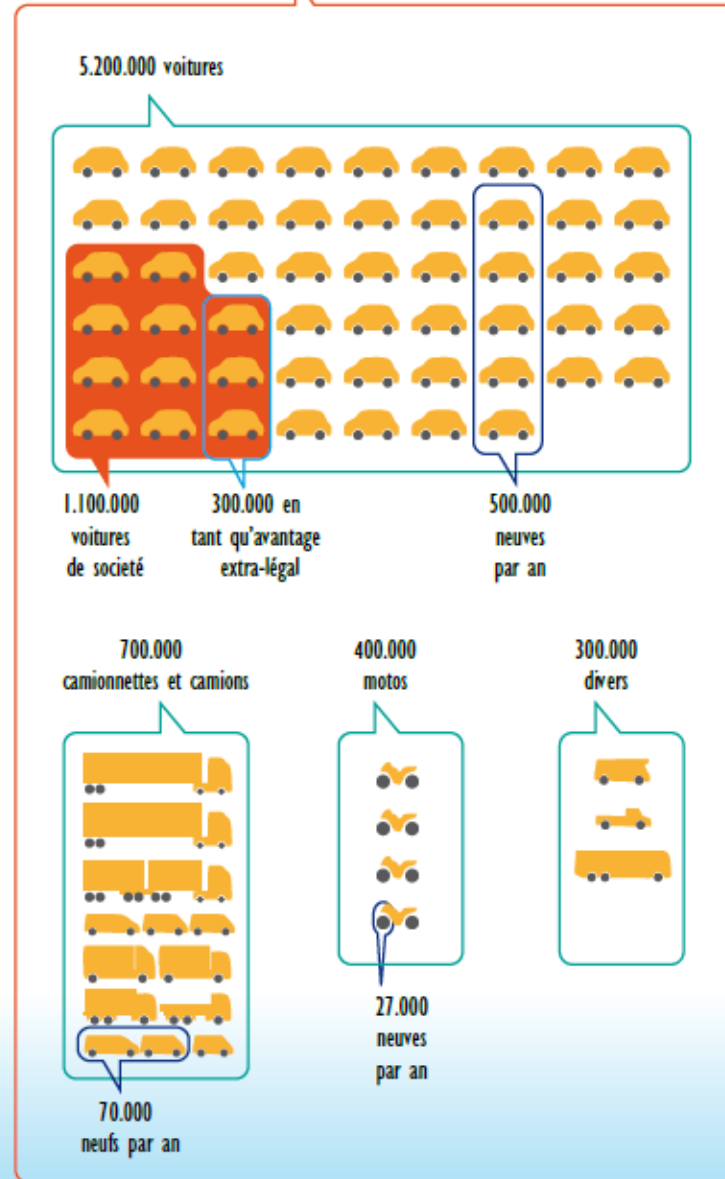 5.200.000 voitures
1.100.000
voitures
de societé
300.000 en
tant qu'avantage
extra-légal
500.000
neuves
par an
700.000
camionnettes et camions
400.000
motos
300.000
divers
27.000
neuves
par an
70.000
neufs par an